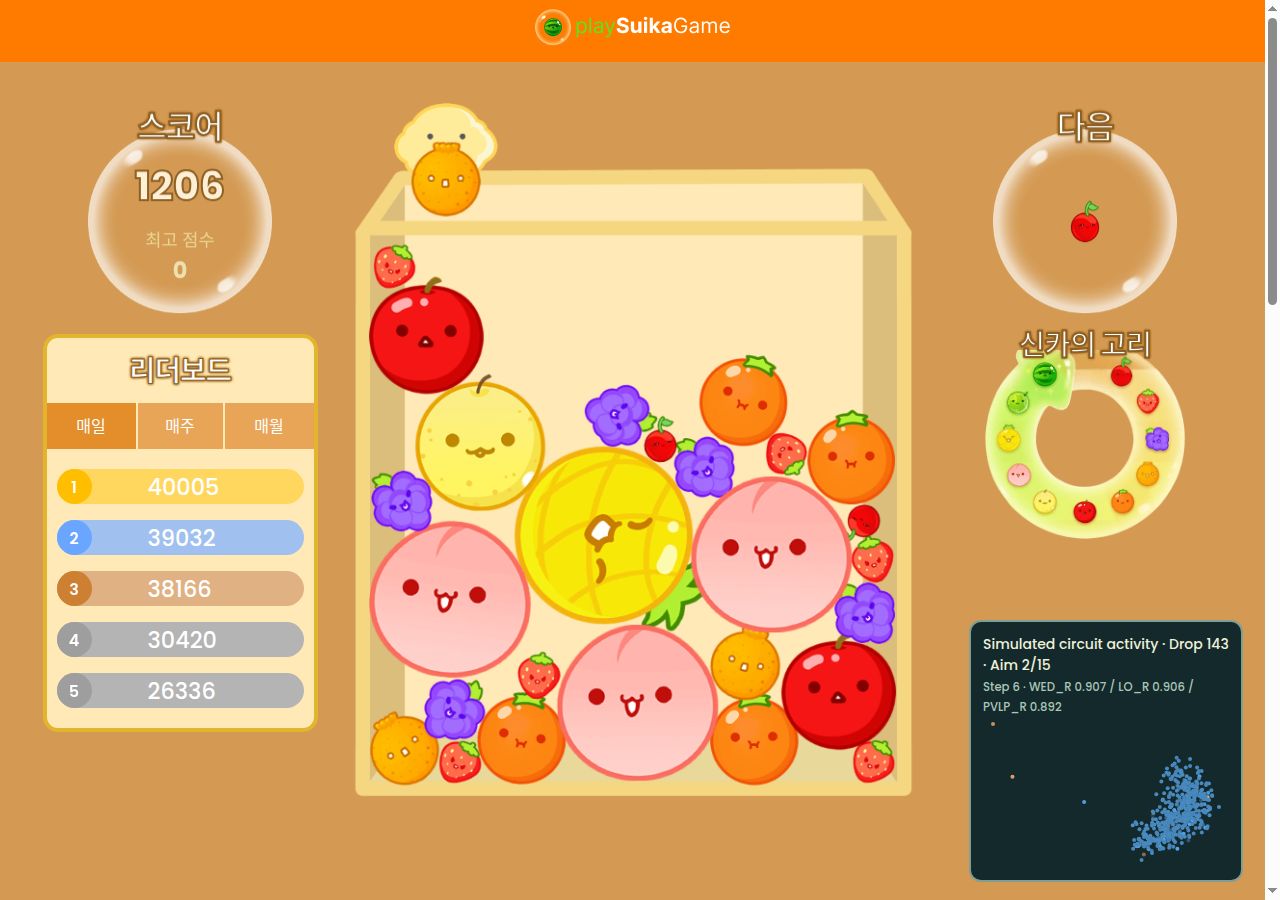 playSuikaGame
스코어
1206
최고 점수
0
리더보드
매일 매주 매월
1 40005
2 39032
3 38166
4 30420
5 26336
다음
신카의 고리
Simulated circuit activity · Drop 143
· Aim 2/15
Step 6 · WED_R 0.907 / LO_R 0.906 /
PVLP_R 0.892